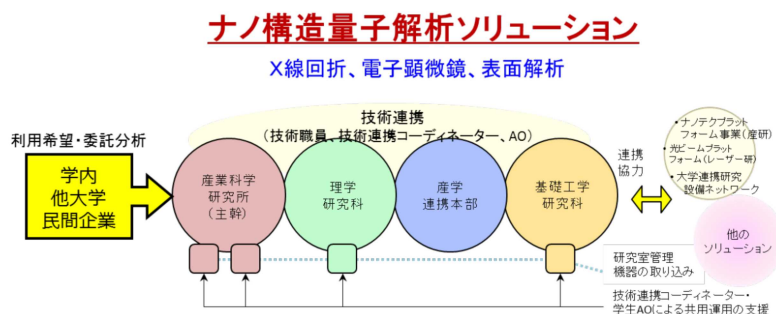 ナノ構造量子解析ソリューション
X線回折、電子顕微鏡、表面解析
技術連携
(技術職員、技術連携コーディネーター、AO)
利用希望・委託分析
学内
他大学
民間企業
産業科学
研究所
(主幹)
理学
研究科
産学
連携本部
基礎工学
研究科
連携
協力
・ナノテクプラット
フォーム事業(産研)
・光ビームプラット
フォーム(レーザー研)
・大学連携研究
設備ネットワーク
他の
ソリューション
研究室管理
機器の取り込み
技術連携コーディネーター・
学生AOによる共用運用の支援